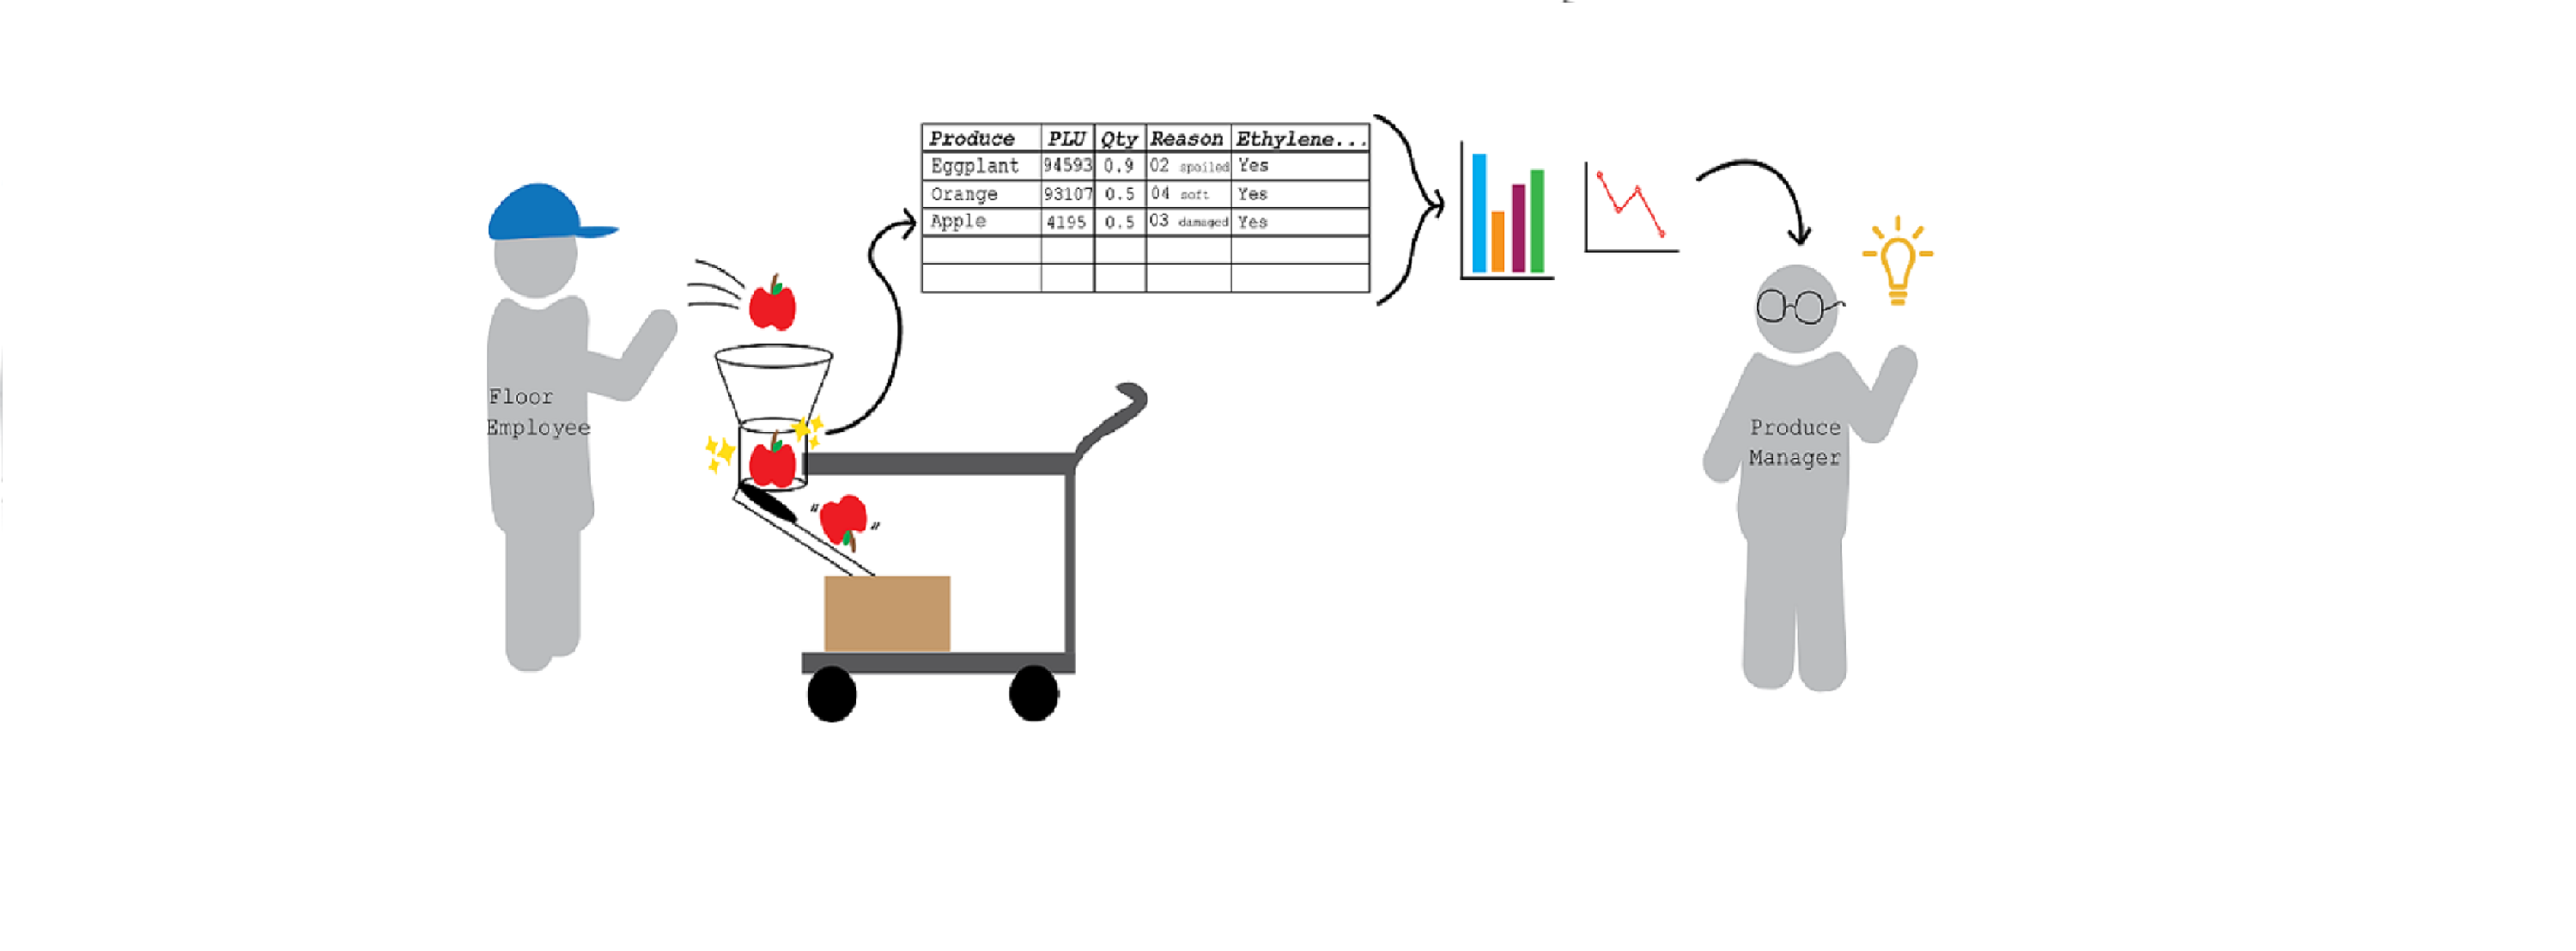 Produce PLU Qty Reason Ethylene...
Eggplant 94593 0.9 02 spoiled Yes
Orange 93107 0.5 04 soft Yes
Apple 4195 0.5 03 damaged Yes
Floor
Employee
Produce
Manager